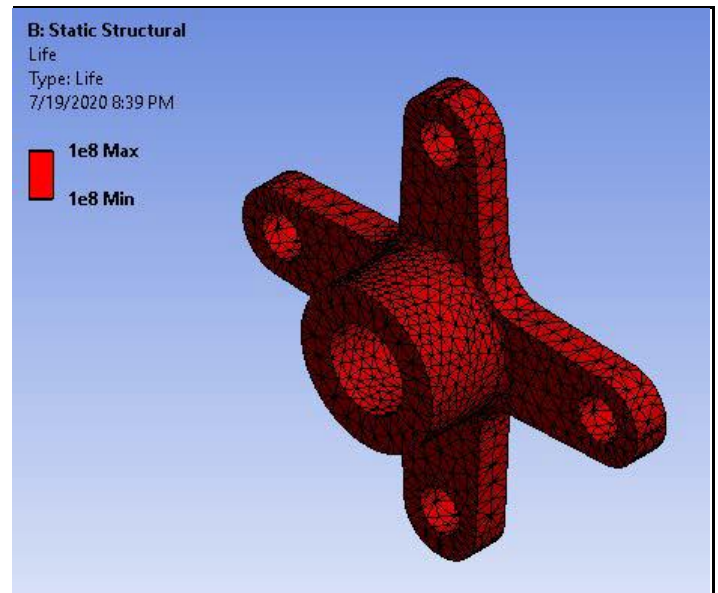 B: Static Structural
Life
Type: Life
7/19/2020 8:39 PM
1e8 Max
1e8 Min